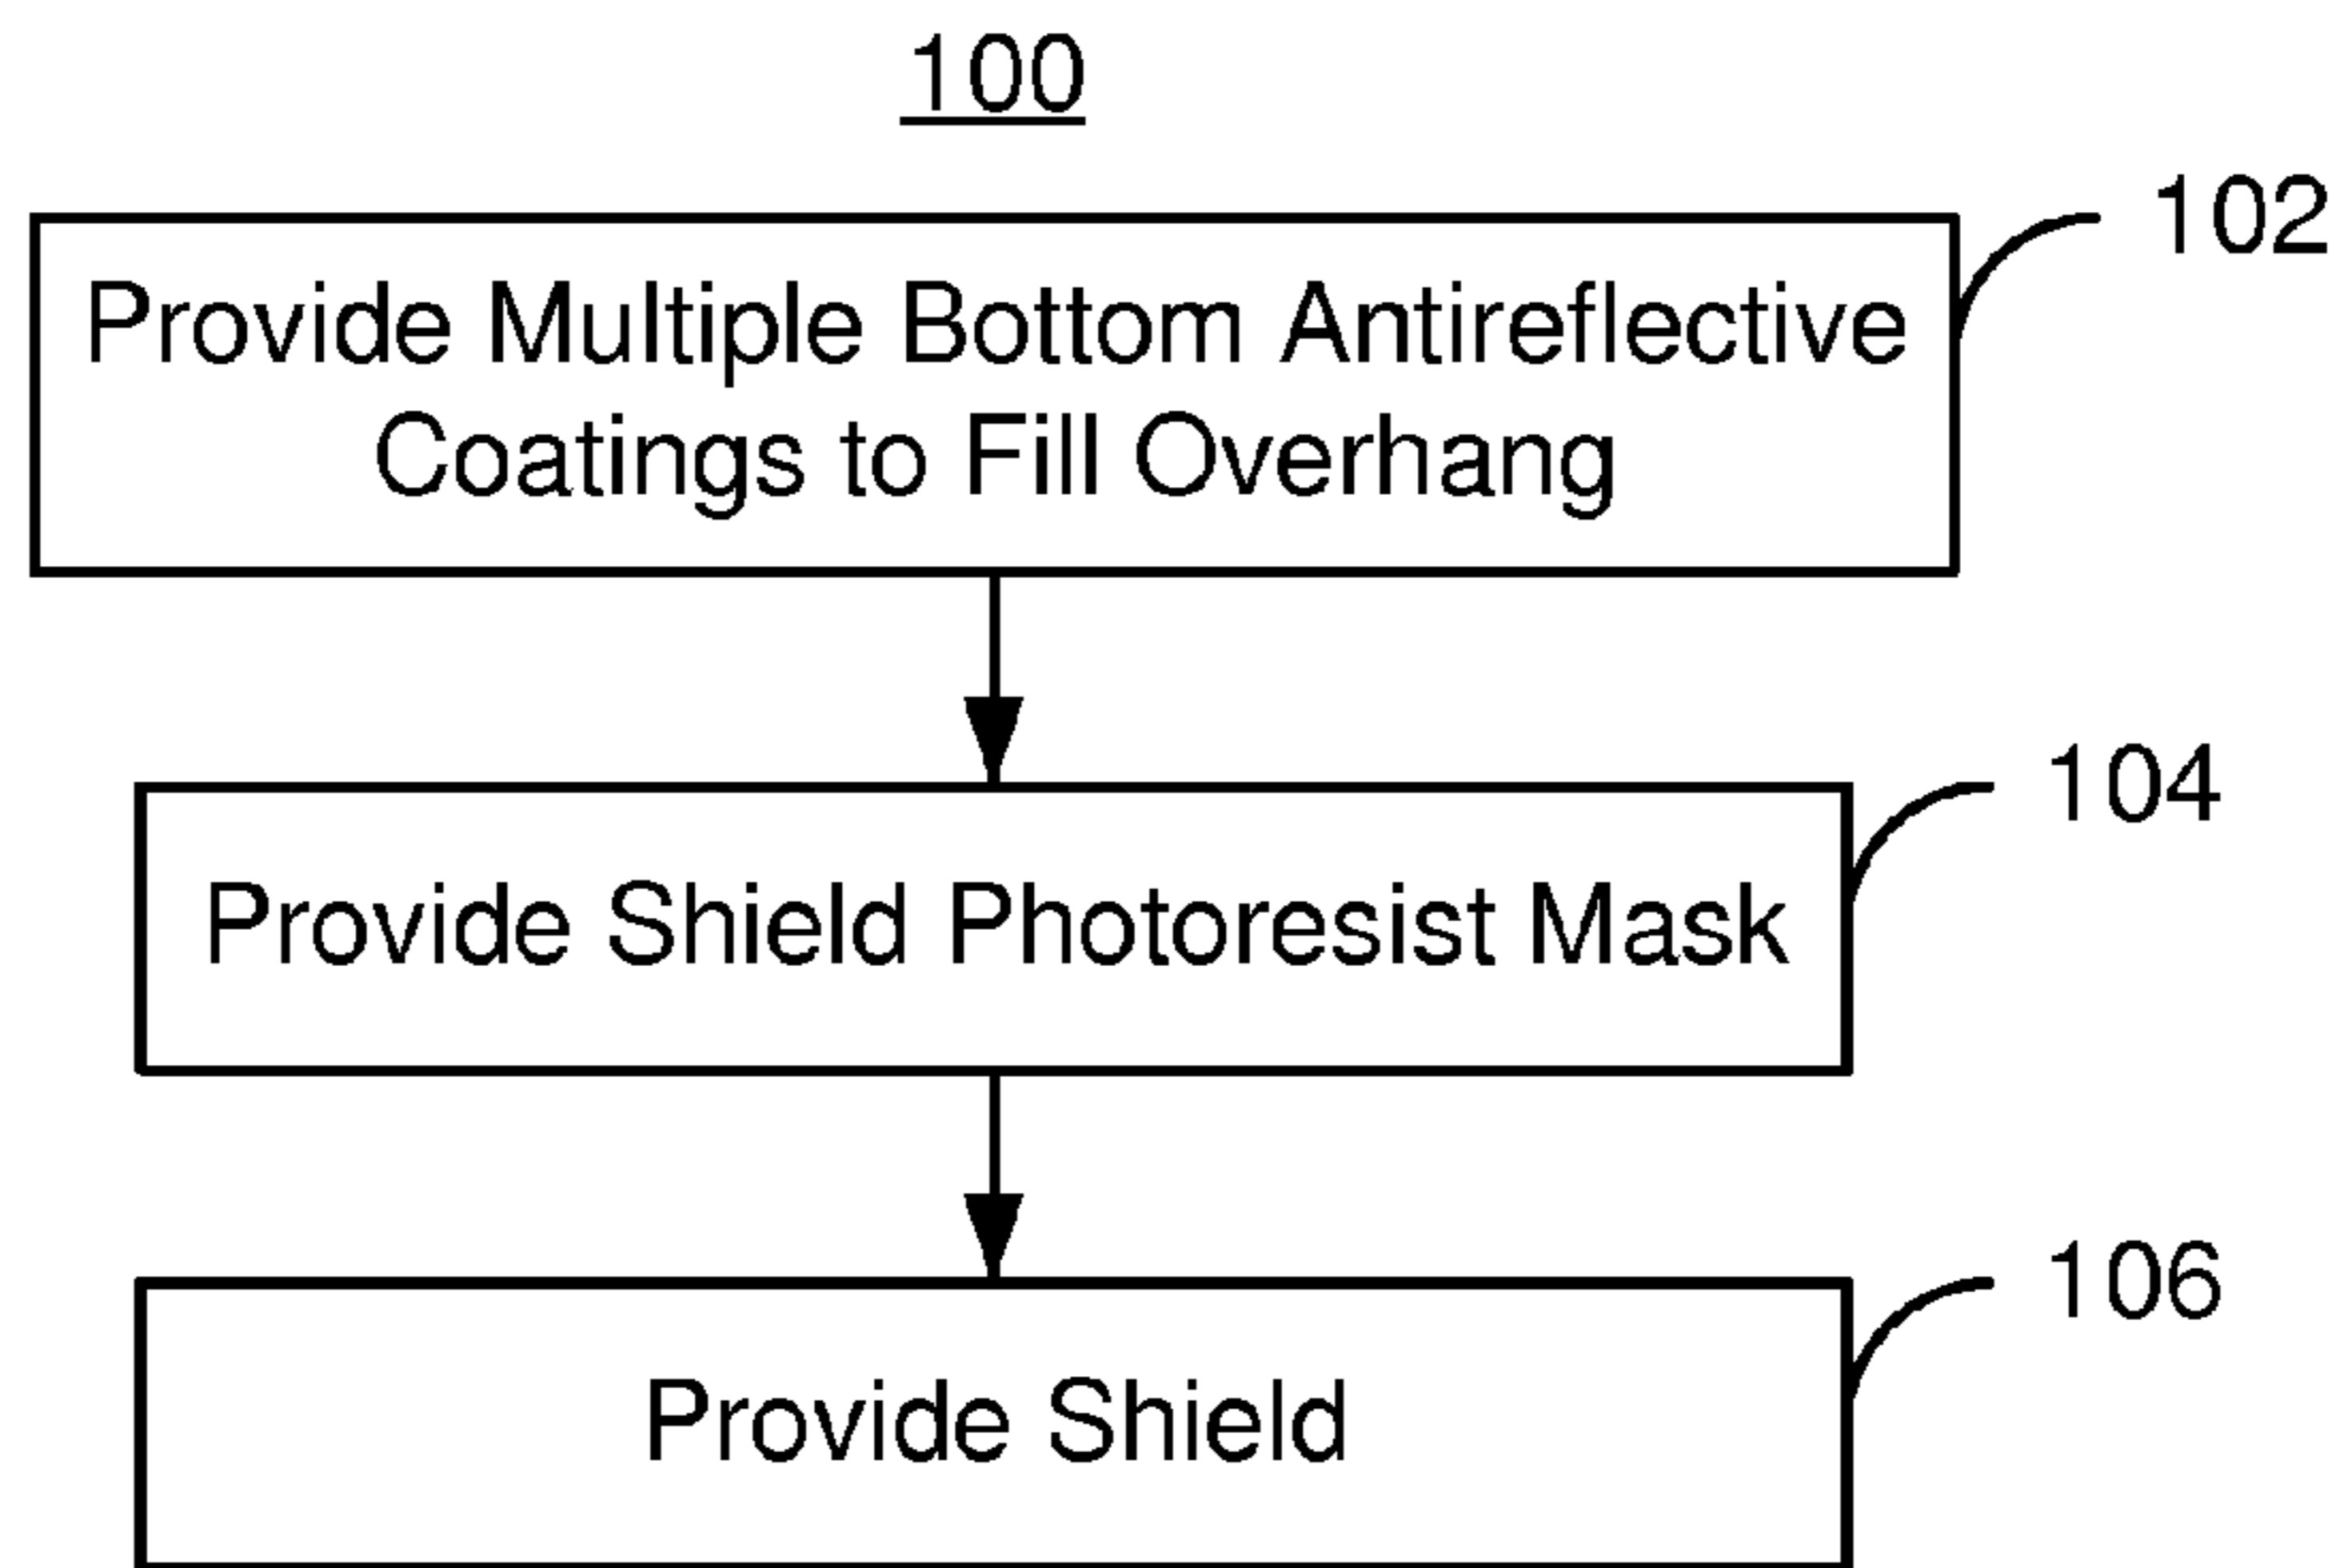 100
102
Provide Multiple Bottom Antireflective
Coatings to Fill Overhang
104
Provide Shield Photoresist Mask
106
Provide Shield